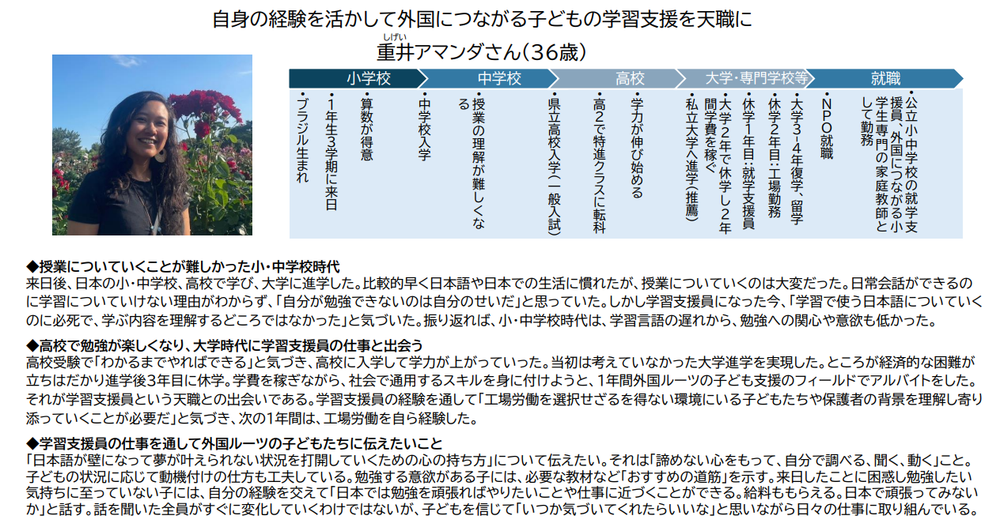 自身の経験を活かして外国につながる子どもの学習支援を天職に
しげい
重井アマンダさん(36歳)
小学校
中学校
高校
大学・専門学校等
就職
・ブラジル生まれ
・1年生3学期に来日
・算数が得意
・中学校入学
・授業の理解が難しくな
る
・県立高校入学(一般入試)
・高2で特進クラスに転科
・学力が伸び始める
・私立大学へ進学(推薦)
・大学2年で休学し2年
間学費を稼ぐ
・休学1年目:就学支援員
・休学2年目:工場勤務
・大学3-4年復学、留学
・NPO就職
・公立小中学校の就学支
援員、外国につながる小
学生専門の家庭教師と
して勤務
◆授業についていくことが難しかった小・中学校時代
来日後、日本の小・中学校、高校で学び、大学に進学した。比較的早く日本語や日本での生活に慣れたが、授業についていくのは大変だった。日常会話ができるの
に学習についていけない理由がわからず、「自分が勉強できないのは自分のせいだ」と思っていた。しかし学習支援員になった今、「学習で使う日本語についていく
のに必死で、学ぶ内容を理解するどころではなかった」と気づいた。振り返れば、小・中学校時代は、学習言語の遅れから、勉強への関心や意欲も低かった。
◆高校で勉強が楽しくなり、大学時代に学習支援員の仕事と出会う
高校受験で「わかるまでやればできる」と気づき、高校に入学して学力が上がっていった。当初は考えていなかった大学進学を実現した。ところが経済的な困難が
立ちはだかり進学後3年目に休学。学費を稼ぎながら、社会で通用するスキルを身に付けようと、1年間外国ルーツの子ども支援のフィールドでアルバイトをした。
それが学習支援員という天職との出会いである。学習支援員の経験を通して「工場労働を選択せざるを得ない環境にいる子どもたちや保護者の背景を理解し寄り
添っていくことが必要だ」と気づき、次の1年間は、工場労働を自ら経験した。
◆学習支援員の仕事を通して外国ルーツの子どもたちに伝えたいこと
「日本語が壁になって夢が叶えられない状況を打開していくための心の持ち方」について伝えたい。それは「諦めない心をもって、自分で調べる、聞く、動く」こと。
子どもの状況に応じて動機付けの仕方も工夫している。勉強する意欲がある子には、必要な教材など「おすすめの道筋」を示す。来日したことに困惑し勉強したい
気持ちに至っていない子には、自分の経験を交えて「日本では勉強を頑張ればやりたいことや仕事に近づくことができる。給料ももらえる。日本で頑張ってみない
か」と話す。話を聞いた全員がすぐに変化していくわけではないが、子どもを信じて「いつか気づいてくれたらいいな」と思いながら日々の仕事に取り組んでいる。